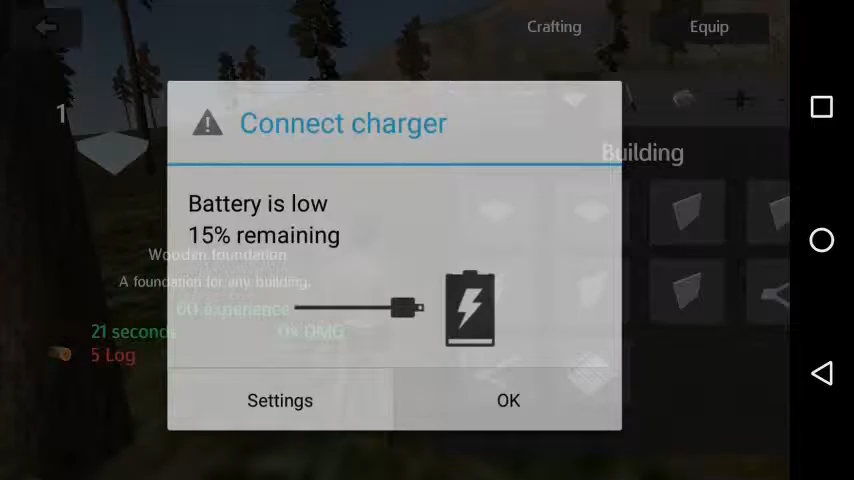 Crafting
Equip
1
Connect charger
Building
Battery is low
15% remaining
Wooden foundation
A foundation for any building.
60 experience
21 seconds
DMG
5 Log
Settings
OK